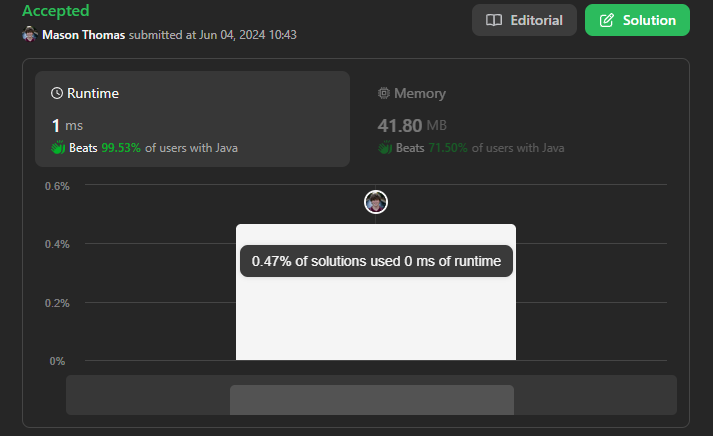 Accepted
Editorial
Solution
Mason Thomas submitted at Jun 04, 2024 10:43
Runtime
1 ms
Beats 99.53% of users with Java
Memory
41.80 MB
Beats 71.50% of users with Java
0.6%
0.4%
0.2%
0%
0.47% of solutions used 0 ms of runtime